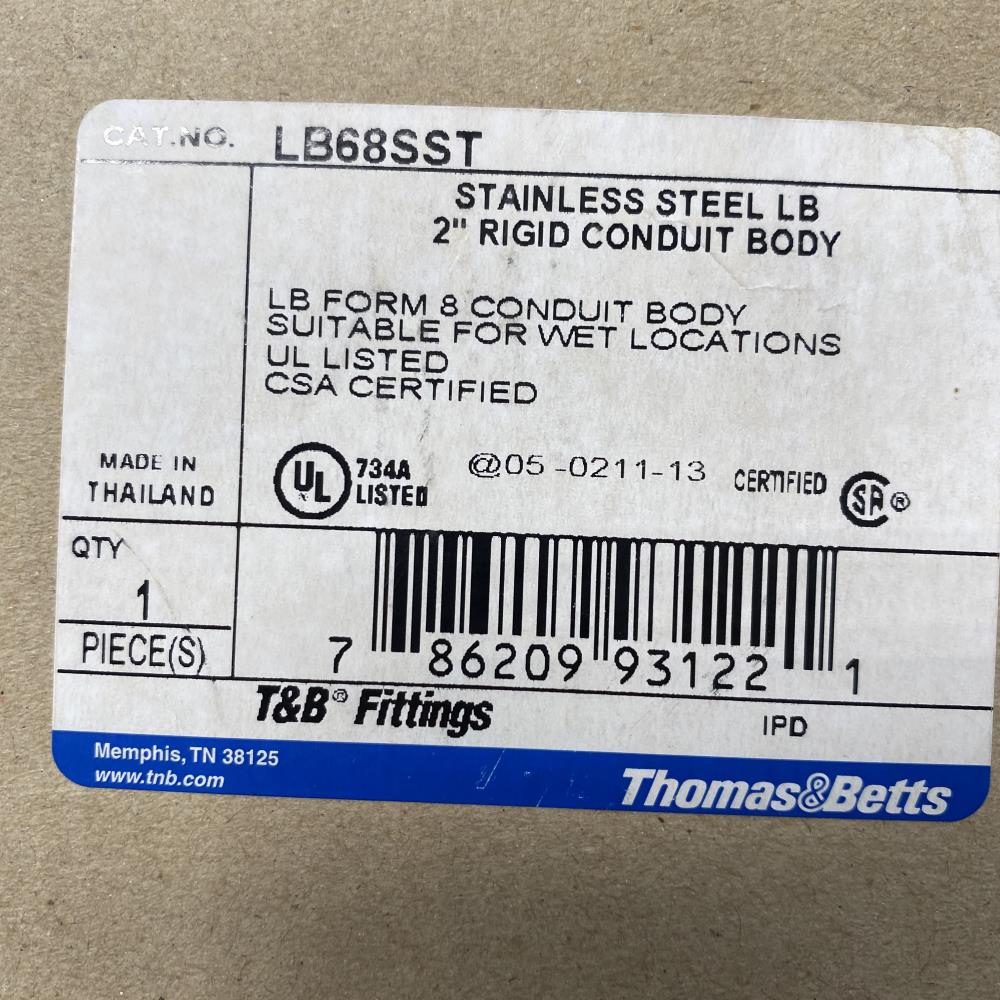 CAT.NO. LB68SST
STAINLESS STEEL LB
2" RIGID CONDUIT BODY
LB FORM 8 CONDUIT BODY
SUITABLE FOR WET LOCATIONS
UL LISTED
CSA CERTIFIED
MADE IN
THAILAND
UL 734A
LISTED
@05-0211-13
CERTIFIED SA®
QTY
1
PIECE(S)
7 86209 93122 1
T&B® Fittings
IPD
Memphis, TN 38125
www.tnb.com
Thomas&Betts